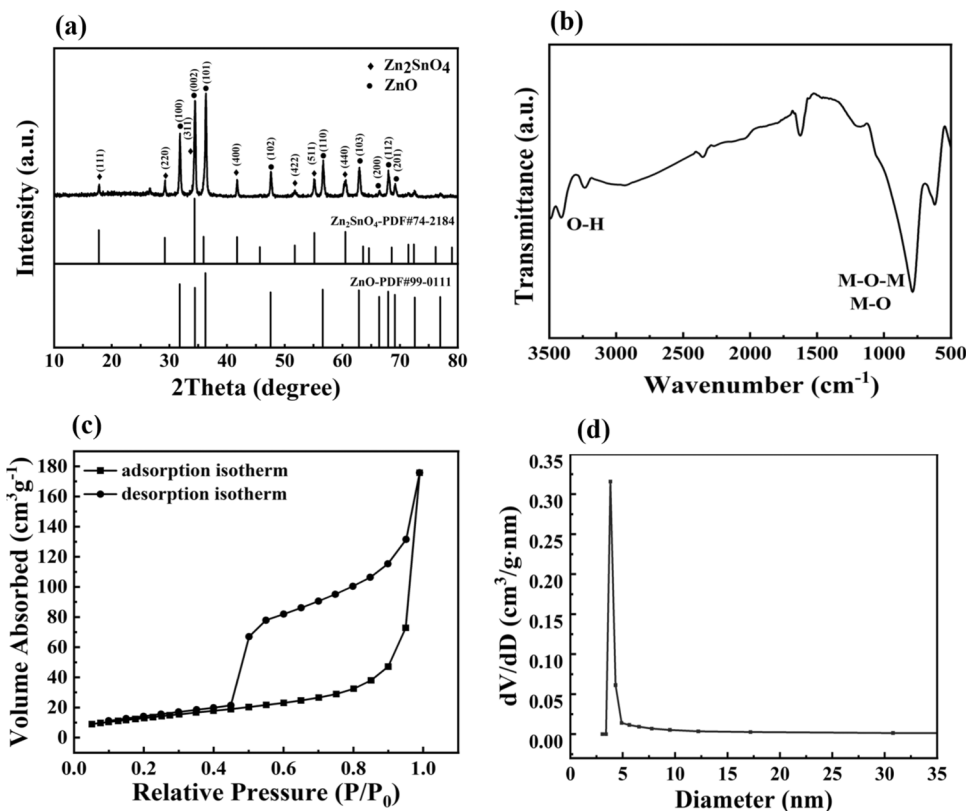 (a)
Zn₂SnO₄
ZnO
(111)
(220)
(100)
(311)
(002)
(101)
(400)
(102)
(422)
(511)
(110)
(440)
(103)
(200)
(112)
(201)
Zn₂SnO₄-PDF#74-2184
ZnO-PDF#99-0111
Intensity (a.u.)
10 20 30 40 50 60 70 80
2Theta (degree)
(b)
Transmittance (a.u.)
O-H
M-O-M
M-O
3500 3000 2500 2000 1500 1000 500
Wavenumber (cm⁻¹)
(c)
adsorption isotherm
desorption isotherm
Volume Absorbed (cm³g⁻¹)
180
160
140
120
100
80
60
40
20
0
0.0 0.2 0.4 0.6 0.8 1.0
Relative Pressure (P/P₀)
(d)
dV/dD (cm³/g·nm)
0.35
0.30
0.25
0.20
0.15
0.10
0.05
0.00
0 5 10 15 20 25 30 35
Diameter (nm)